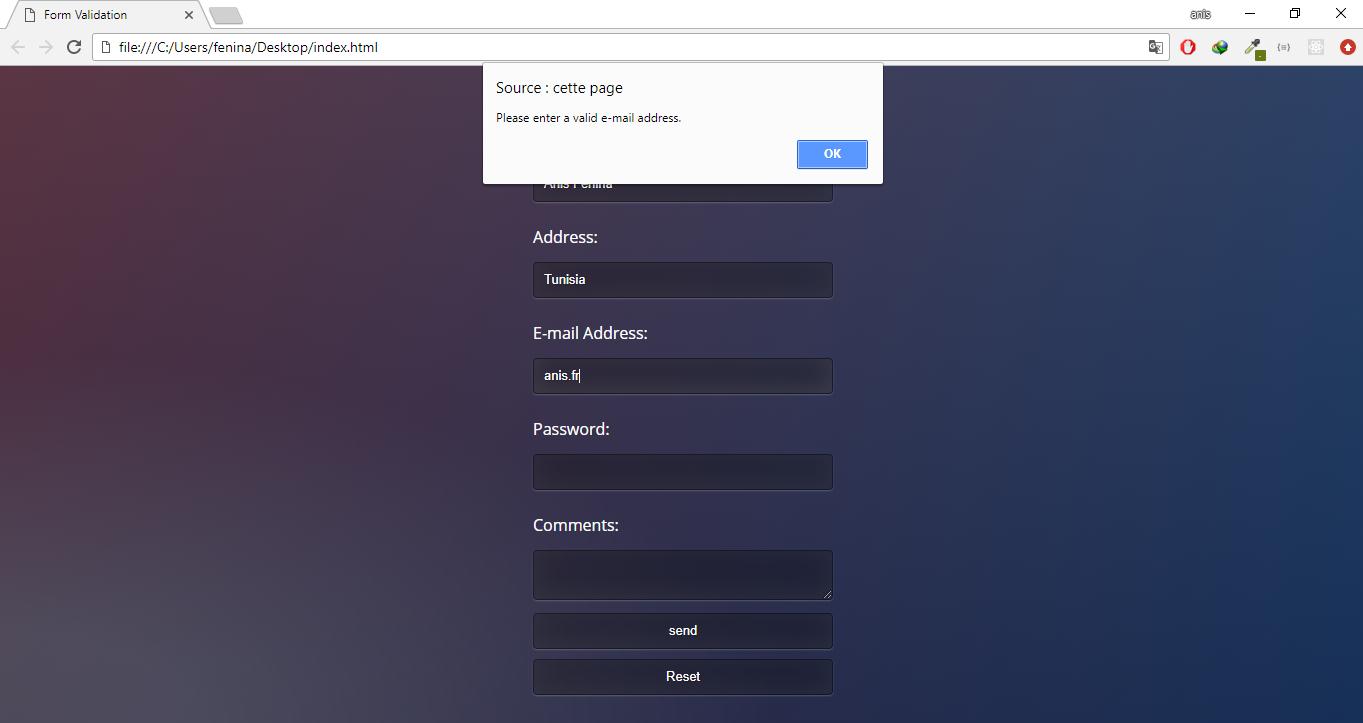 Form Validation
anis
file:///C:/Users/fenina/Desktop/index.html
Source : cette page
Please enter a valid e-mail address.
OK
Anis Fenina
Address:
Tunisia
E-mail Address:
anis.fr
Password:
Comments:
send
Reset